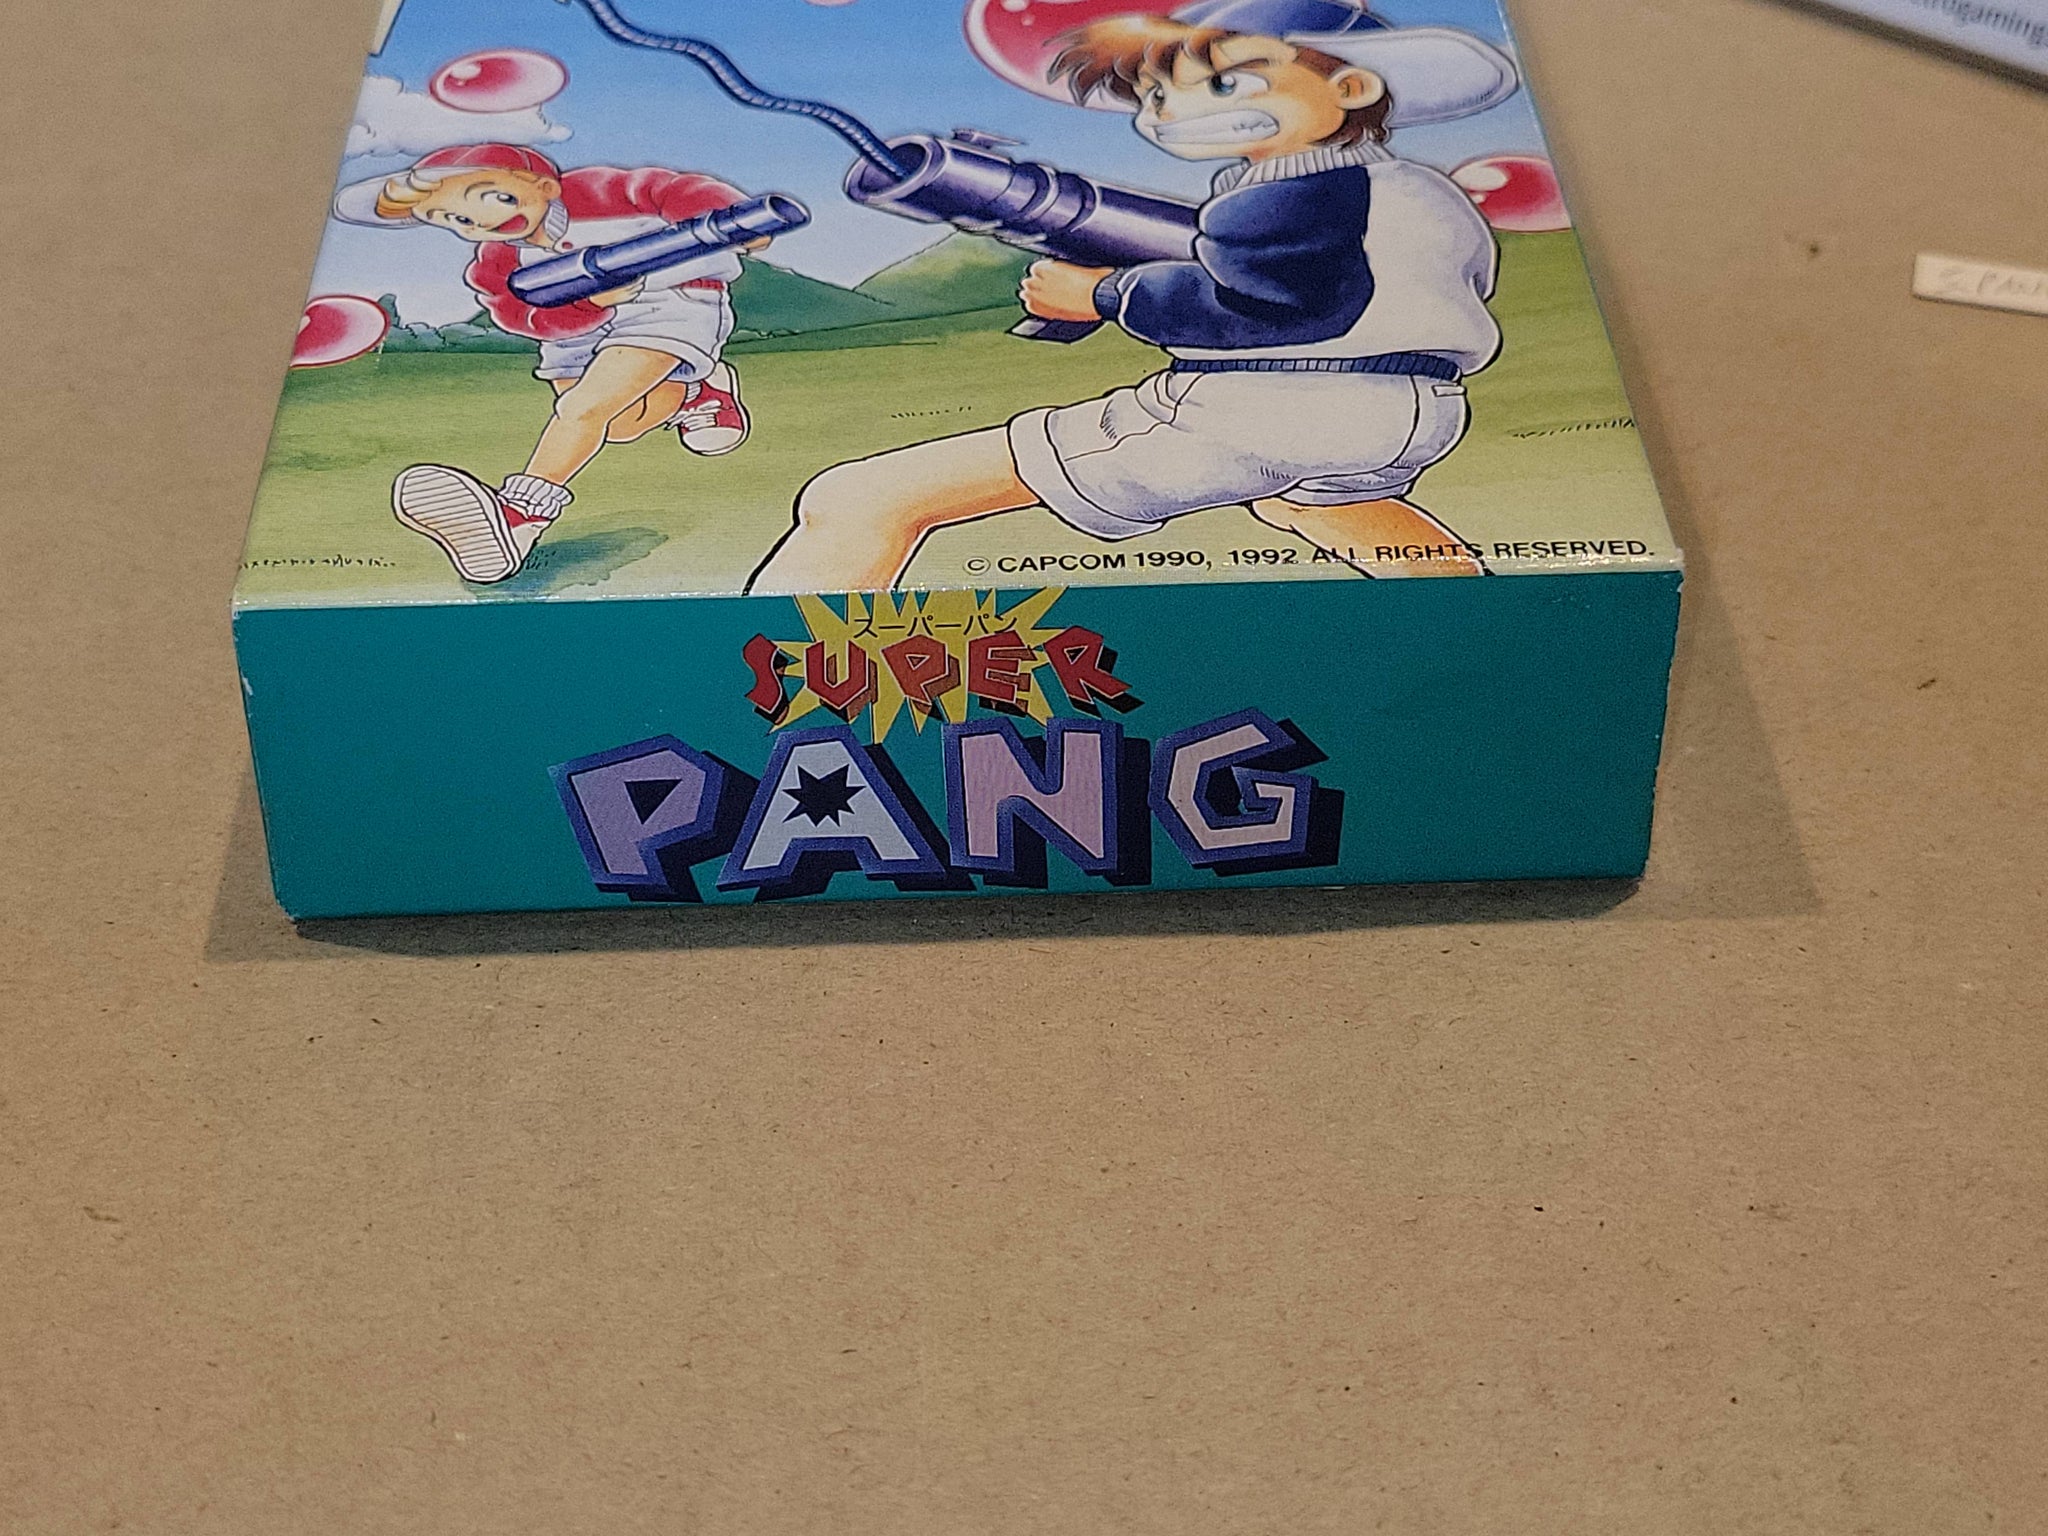 © CAPCOM 1990, 1992 ALL RIGHTS RESERVED.
スーパーパン
SUPER
PANG